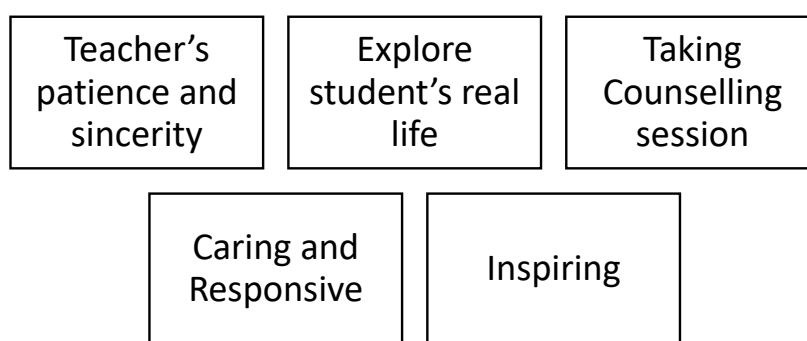 Teacher’s
patience and
sincerity
Explore
student’s real
life
Taking
Counselling
session
Caring and
Responsive
Inspiring